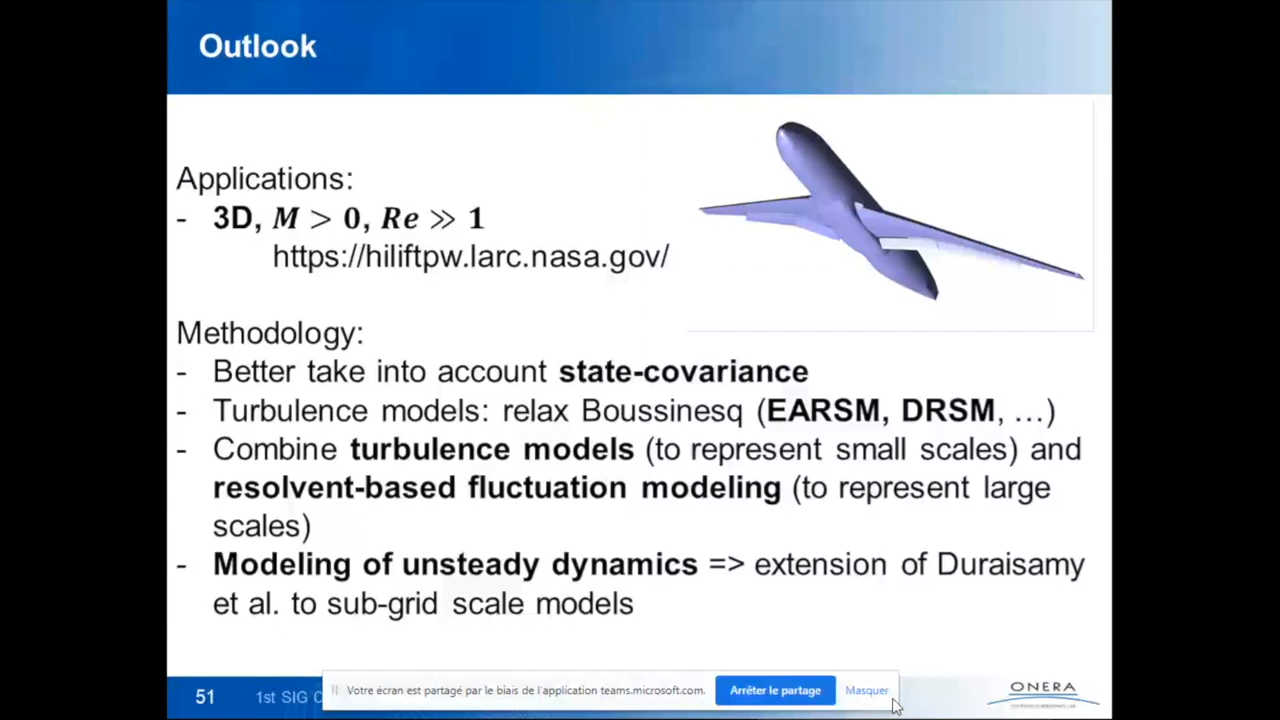 Outlook
Applications:
- 3D, M > 0, Re >> 1
https://hiliftpw.larc.nasa.gov/
Methodology:
- Better take into account state-covariance
- Turbulence models: relax Boussinesq (EARSM, DRSM, …)
- Combine turbulence models (to represent small scales) and
resolvent-based fluctuation modeling (to represent large
scales)
- Modeling of unsteady dynamics => extension of Duraisamy
et al. to sub-grid scale models
51
1st SIG
Votre écran est partagé par le biais de l'application teams.microsoft.com.
Arrêter le partage
Masquer
ONERA